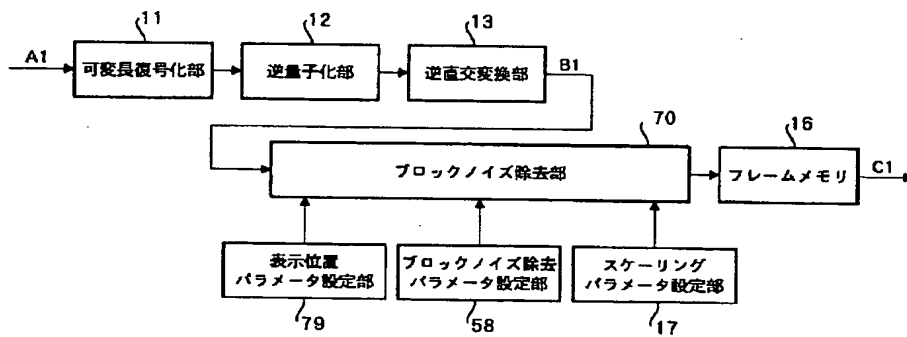 11
12
13
A1
可変長復号化部
逆量子化部
逆直交変換部
B1
70
16
ブロックノイズ除去部
フレームメモリ
C1
表示位置
パラメータ設定部
ブロックノイズ除去
パラメータ設定部
スケーリング
パラメータ設定部
79
58
17